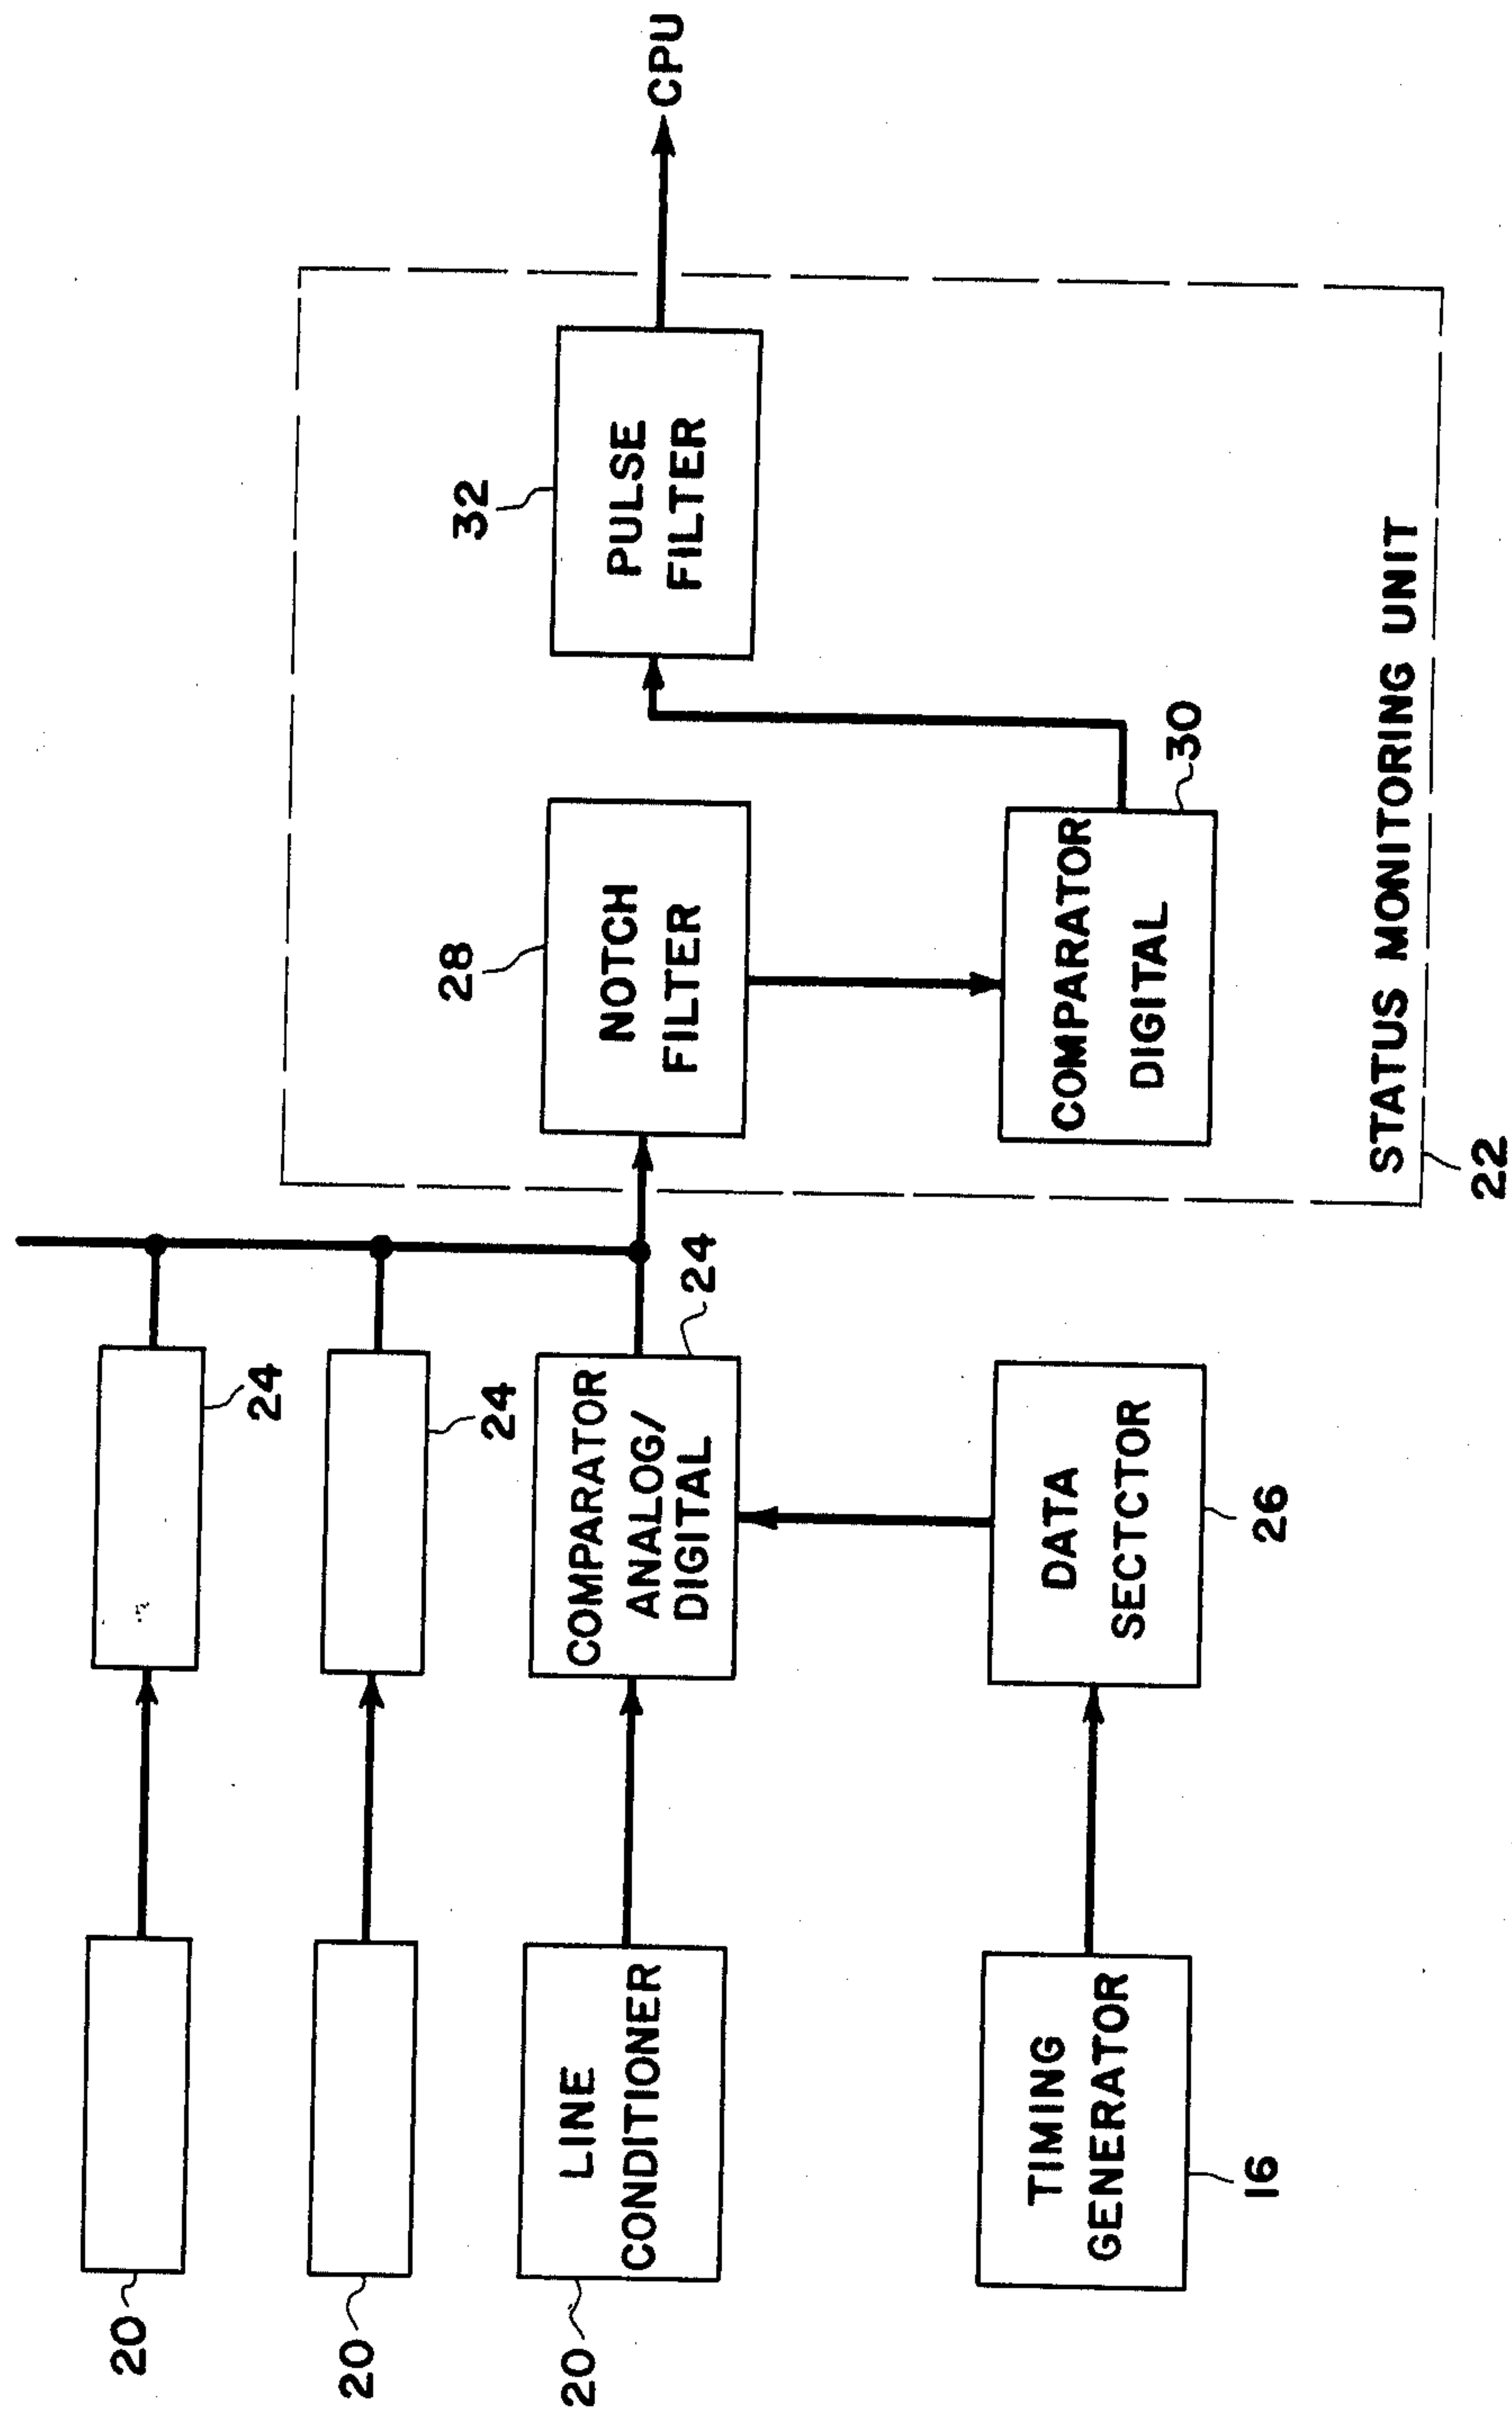 20
24
20
24
20
LINE
CONDITIONER
COMPARATOR
ANALOG/
DIGITAL
24
28
NOTCH
FILTER
32
PULSE
FILTER
CPU
TIMING
GENERATOR
16
DATA
SECTCTOR
26
COMPARATOR
DIGITAL
30
STATUS MONITORING UNIT
22